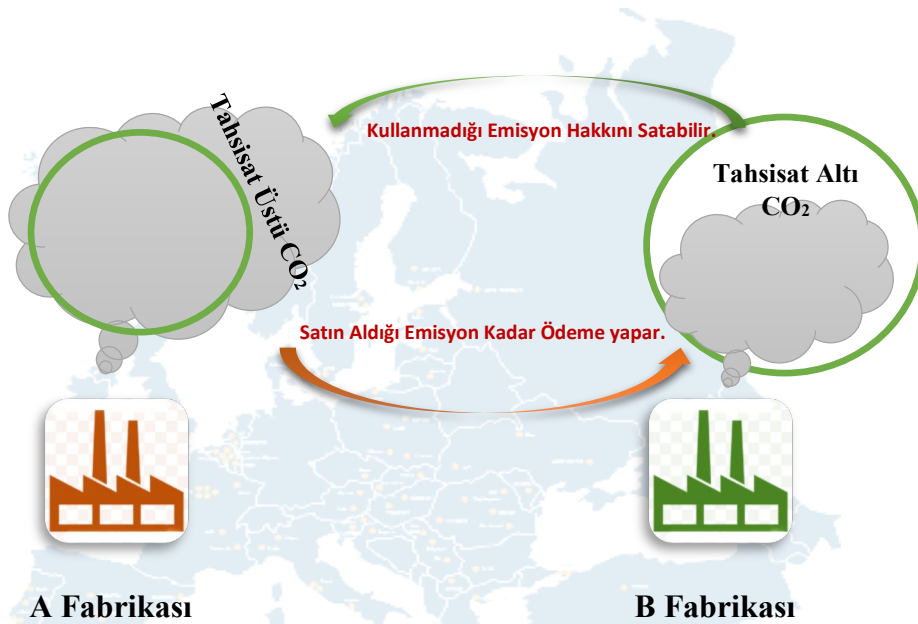 Tahsisat Üstü CO₂
Kullanmadığı Emisyon Hakkını Satabilir.
Tahsisat Altı
CO₂
Satın Aldığı Emisyon Kadar Ödeme yapar.
A Fabrikası
B Fabrikası